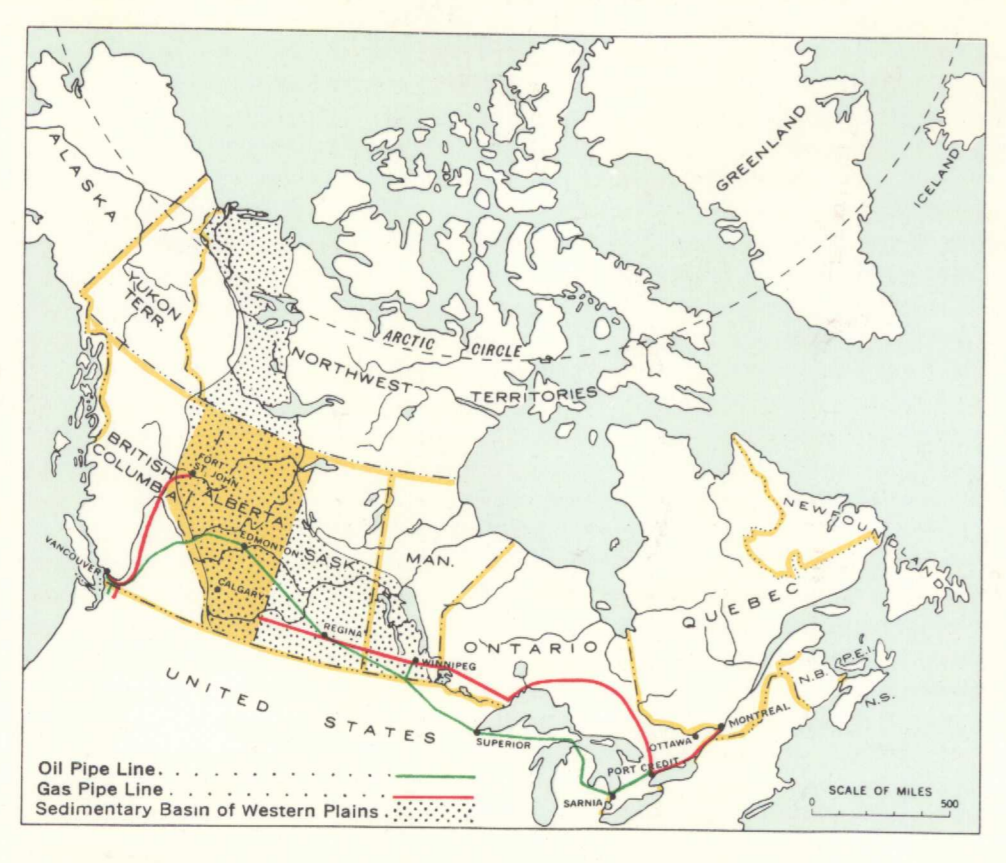 ALASKA
GREENLAND
ICELAND
YUKON
TERR.
ARCTIC CIRCLE
NORTHWEST
TERRITORIES
BRITISH
COLUMBIA
FORT
ST JOHN
ALBERTA
NEWFOUNDLAND
VANCOUVER
EDMONTON
SASK.
MAN.
CALGARY
QUEBEC
REGINA
ONTARIO
WINNIPEG
P.E.I.
N.B.
N.S.
UNITED STATES
MONTREAL
OTTAWA
SUPERIOR
PORT CREDIT
SARNIA
Oil Pipe Line
Gas Pipe Line
Sedimentary Basin of Western Plains
SCALE OF MILES
0 500